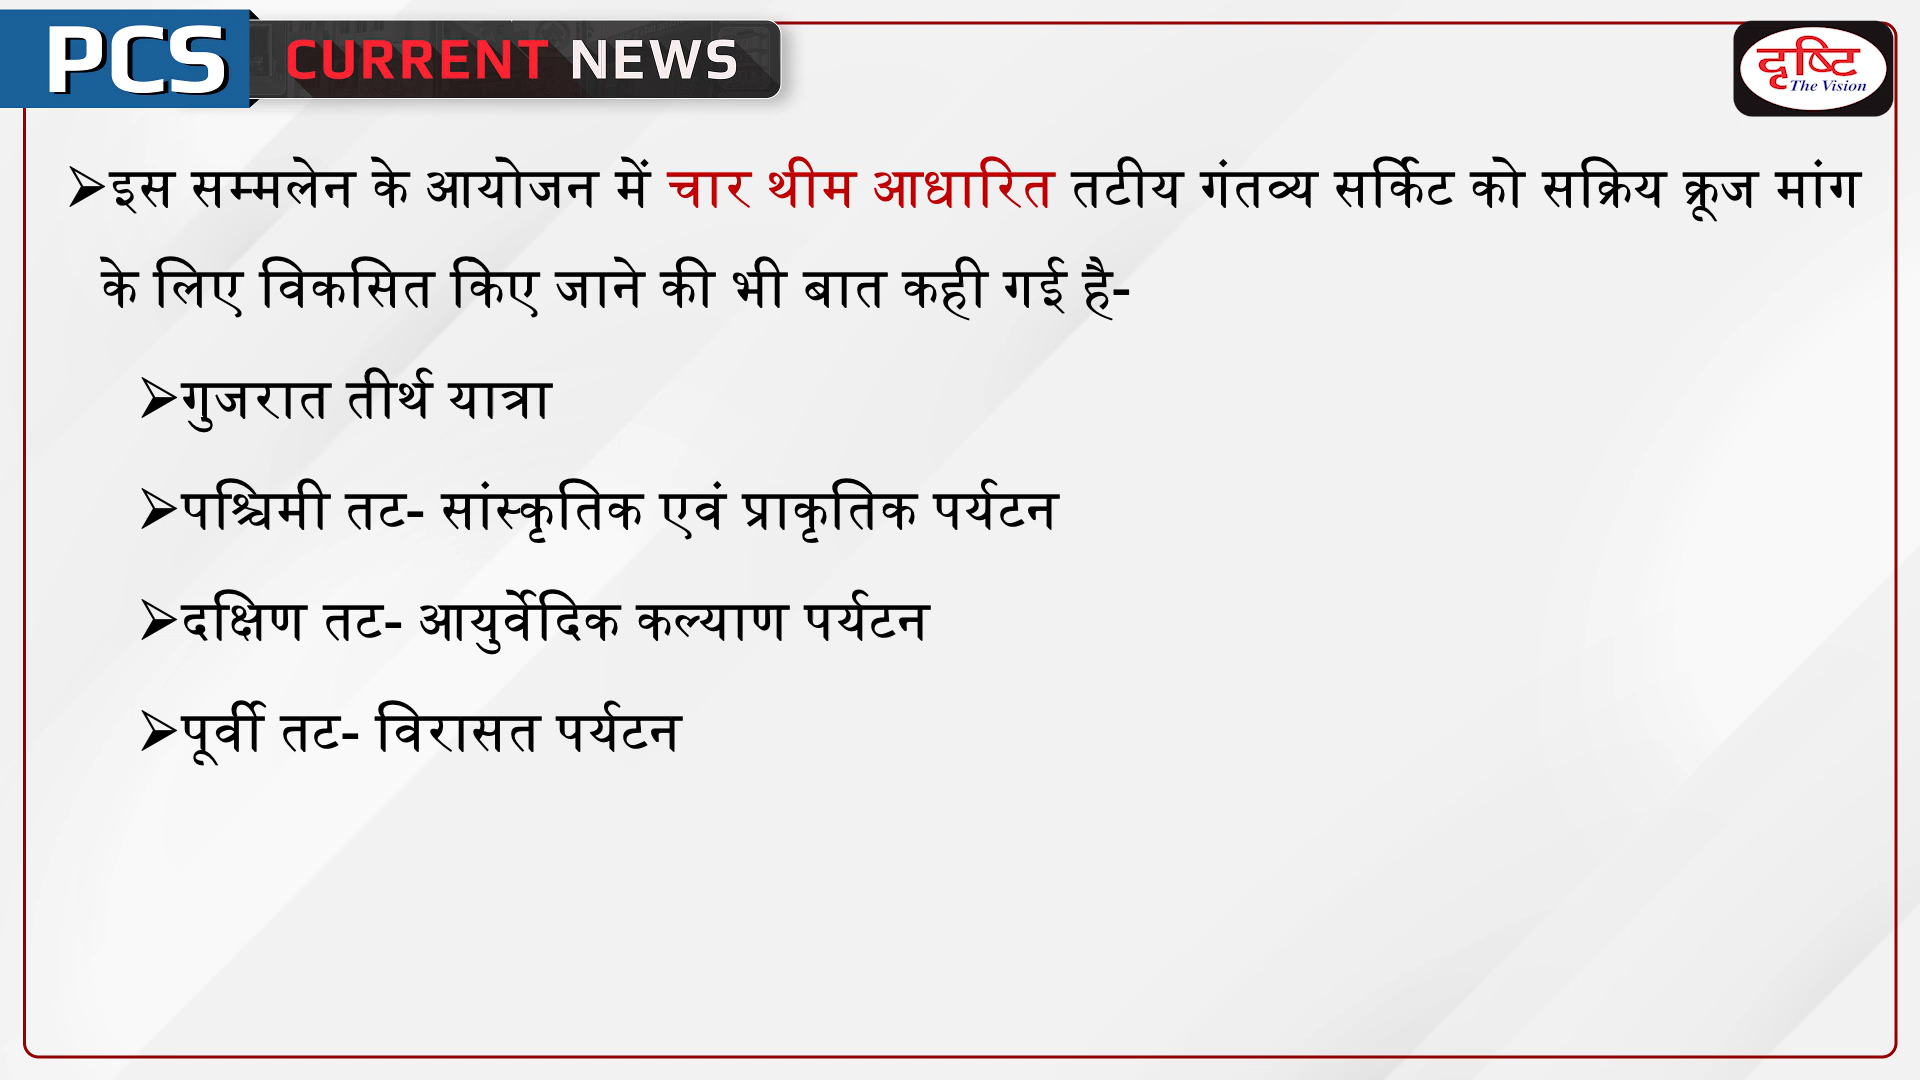 PCS CURRENT NEWS
दृष्टि
The Vision
➢इस सम्मलेन के आयोजन में चार थीम आधारित तटीय गंतव्य सर्किट को सक्रिय क्रूज मांग
के लिए विकसित किए जाने की भी बात कही गई है-
➢गुजरात तीर्थ यात्रा
➢पश्चिमी तट- सांस्कृतिक एवं प्राकृतिक पर्यटन
➢दक्षिण तट- आयुर्वेदिक कल्याण पर्यटन
➢पूर्वी तट- विरासत पर्यटन